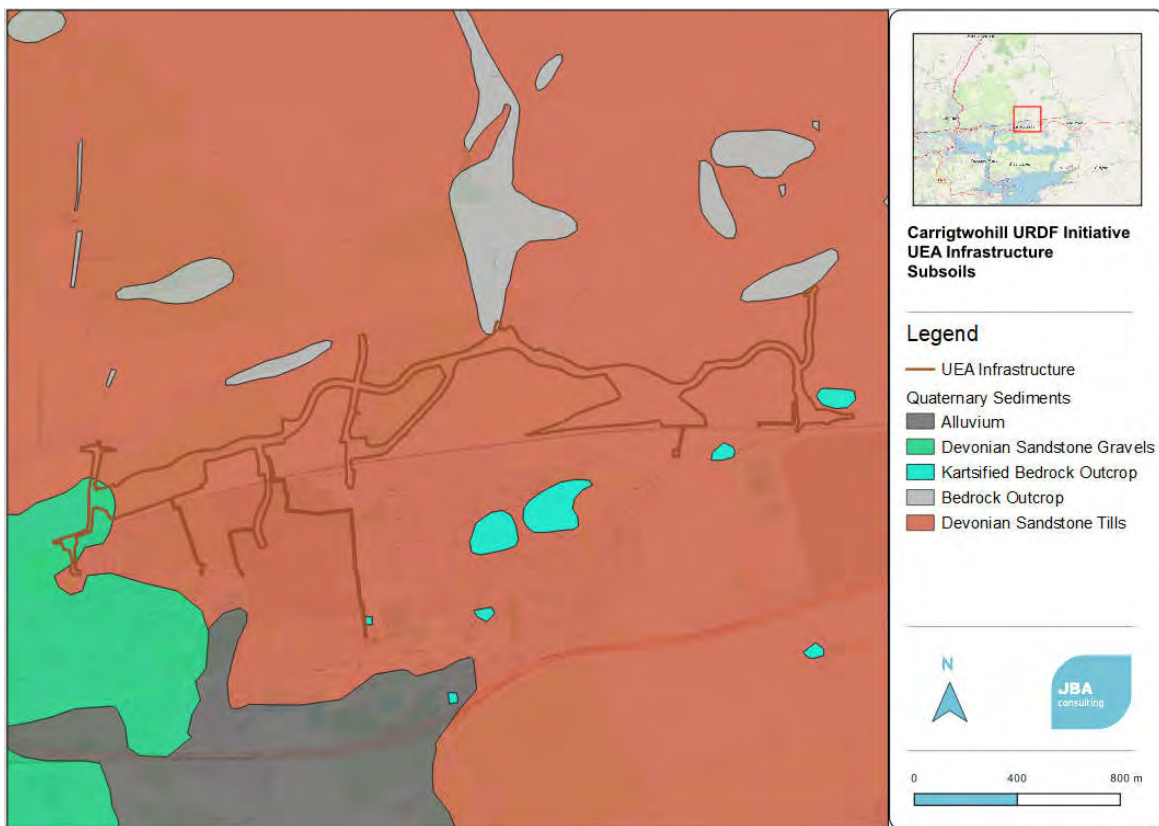 Carrigtwohill URDF Initiative
UEA Infrastructure
Subsoils
Legend
UEA Infrastructure
Quaternary Sediments
Alluvium
Devonian Sandstone Gravels
Kartsified Bedrock Outcrop
Bedrock Outcrop
Devonian Sandstone Tills
N
JBA
consulting
0 400 800 m